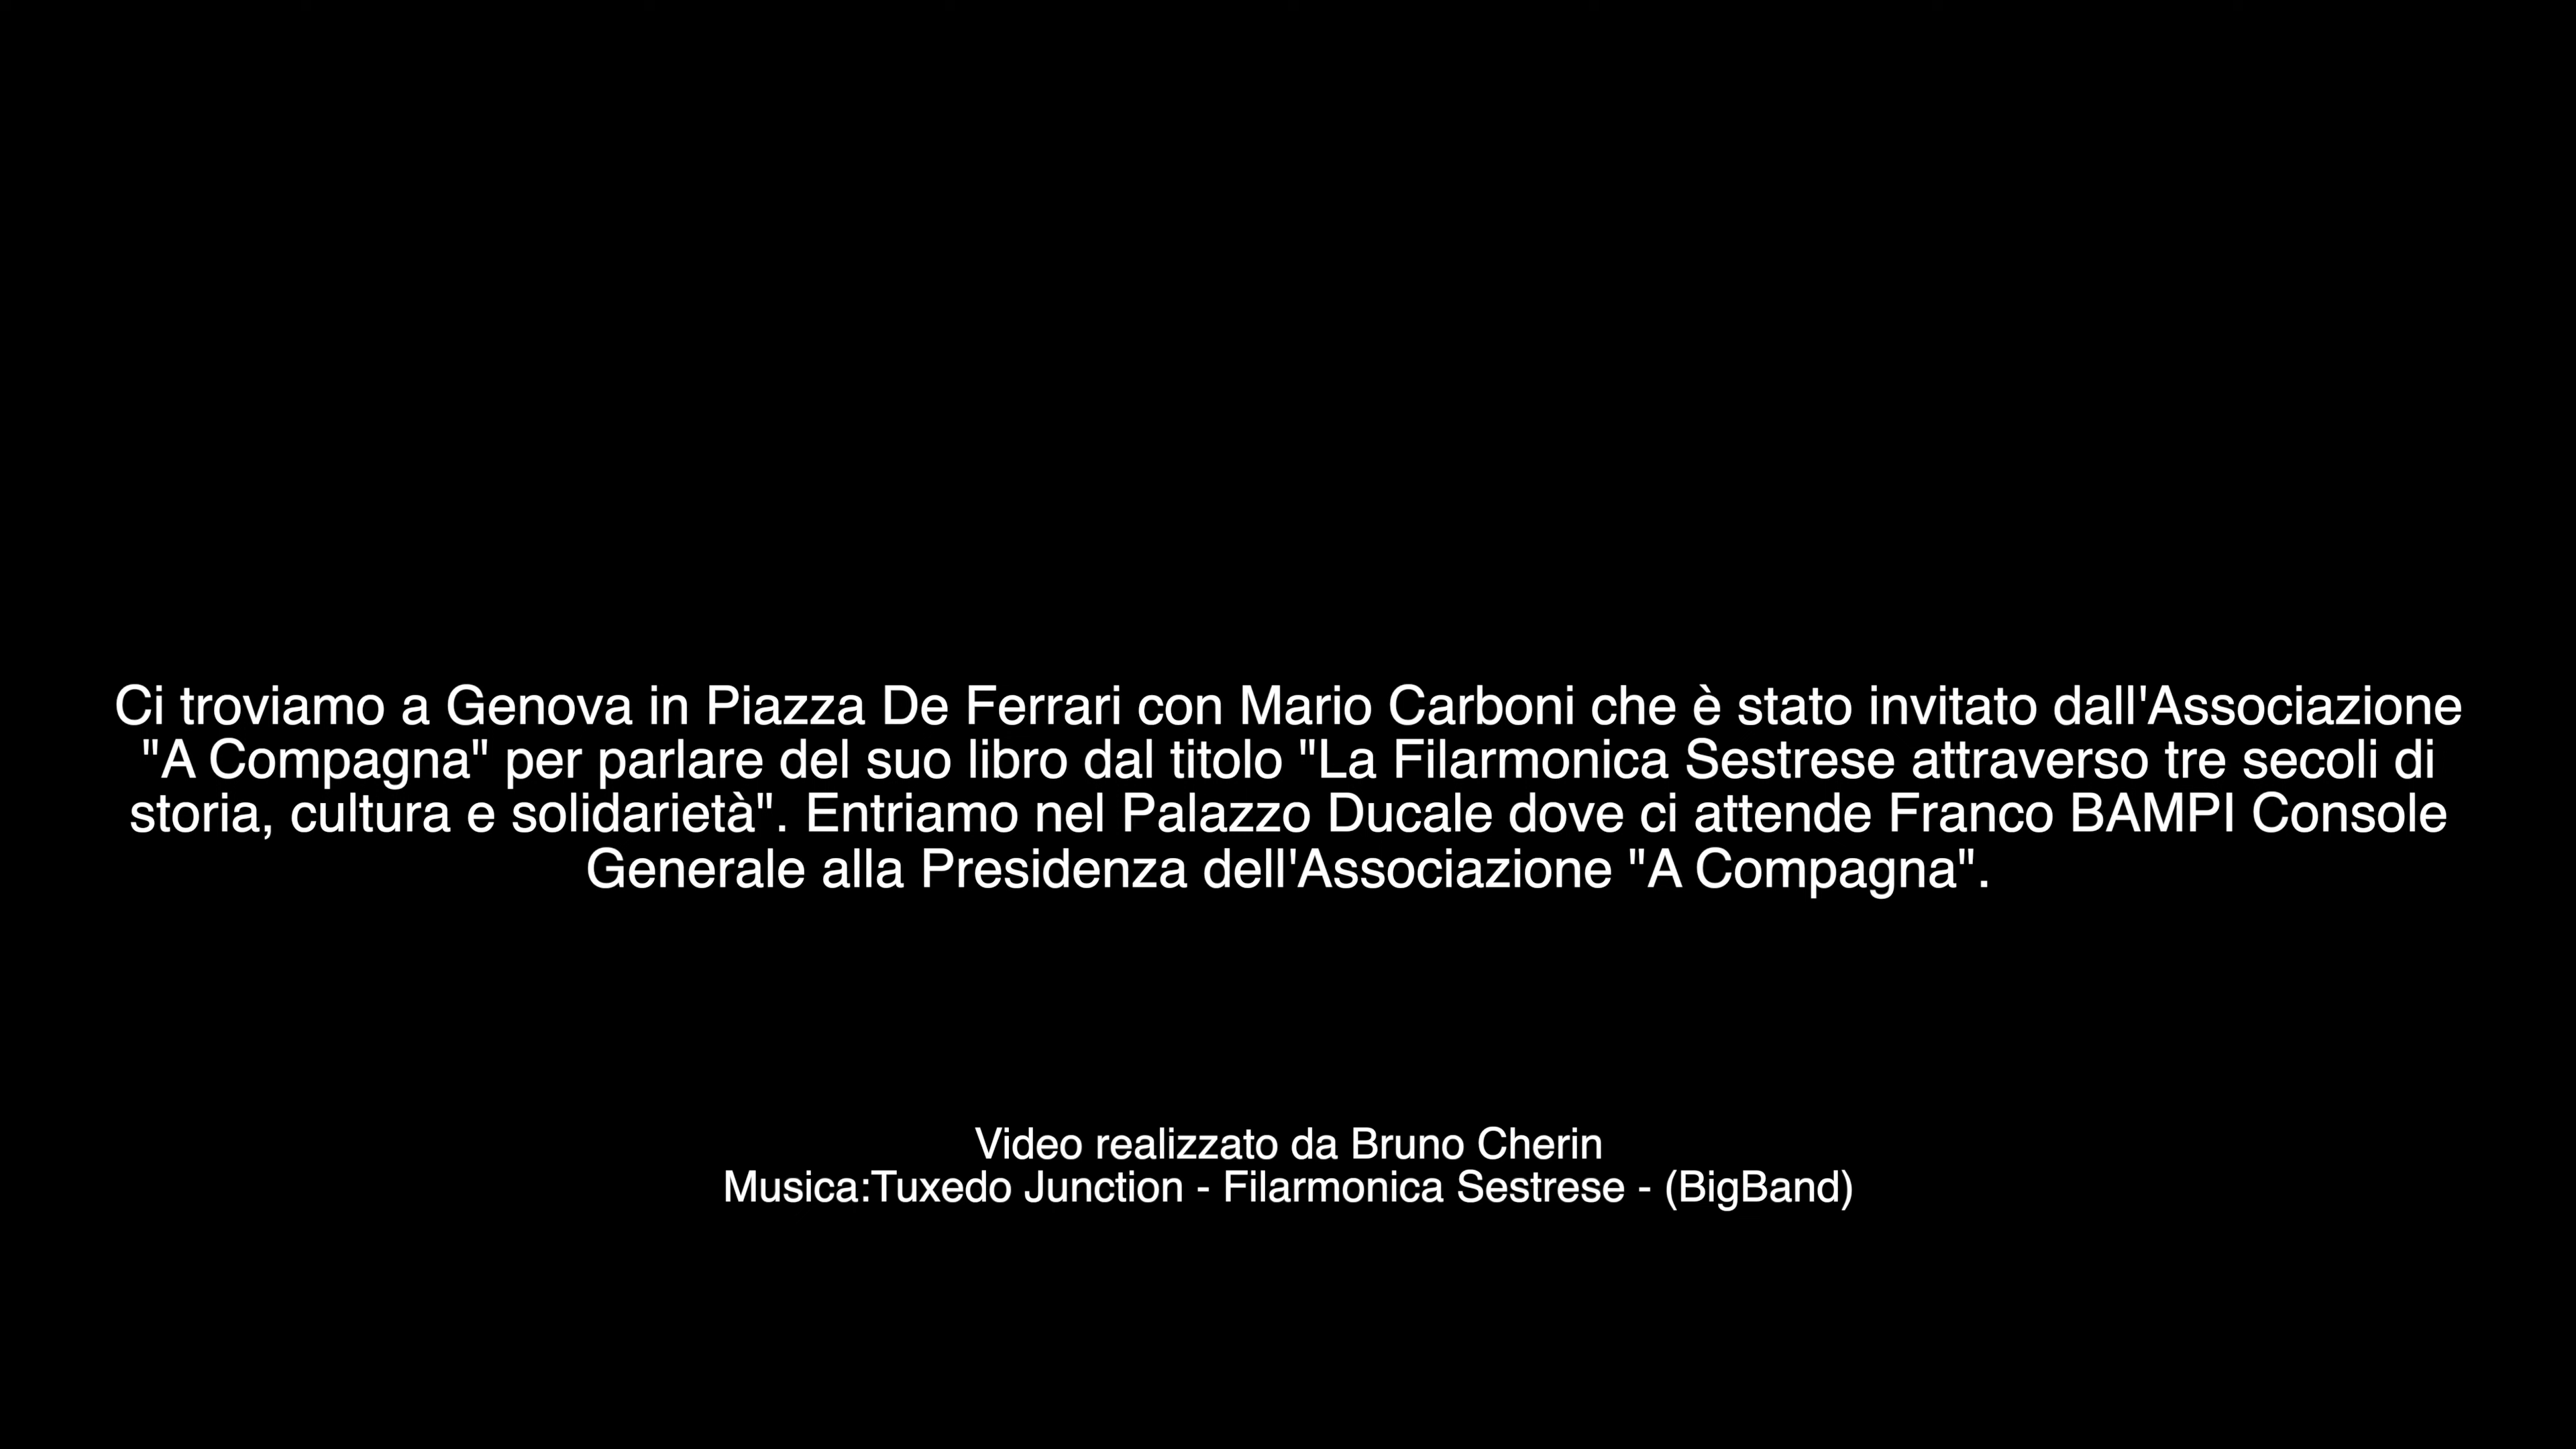 Ci troviamo a Genova in Piazza De Ferrari con Mario Carboni che è stato invitato dall'Associazione
"A Compagna" per parlare del suo libro dal titolo "La Filarmonica Sestrese attraverso tre secoli di
storia, cultura e solidarietà". Entriamo nel Palazzo Ducale dove ci attende Franco BAMPI Console
Generale alla Presidenza dell'Associazione "A Compagna".
Video realizzato da Bruno Cherin
Musica:Tuxedo Junction - Filarmonica Sestrese - (BigBand)